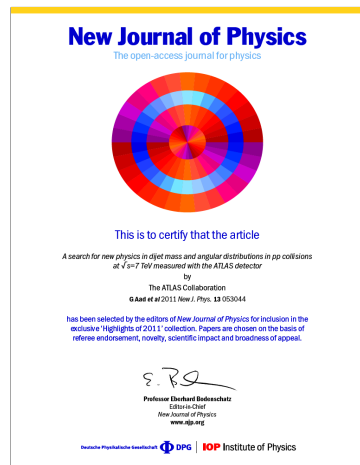 New Journal of Physics
The open-access journal for physics
This is to certify that the article
A search for new physics in dijet mass and angular distributions in pp collisions
at √s=7 TeV measured with the ATLAS detector
by
The ATLAS Collaboration
G Aad et al 2011 New J. Phys. 13 053044
has been selected by the editors of New Journal of Physics for inclusion in the
exclusive 'Highlights of 2011' collection. Papers are chosen on the basis of
referee endorsement, novelty, scientific impact and broadness of appeal.
Professor Eberhard Bodenschatz
Editor-in-Chief
New Journal of Physics
www.njp.org
Deutsche Physikalische Gesellschaft DPG | IOP Institute of Physics